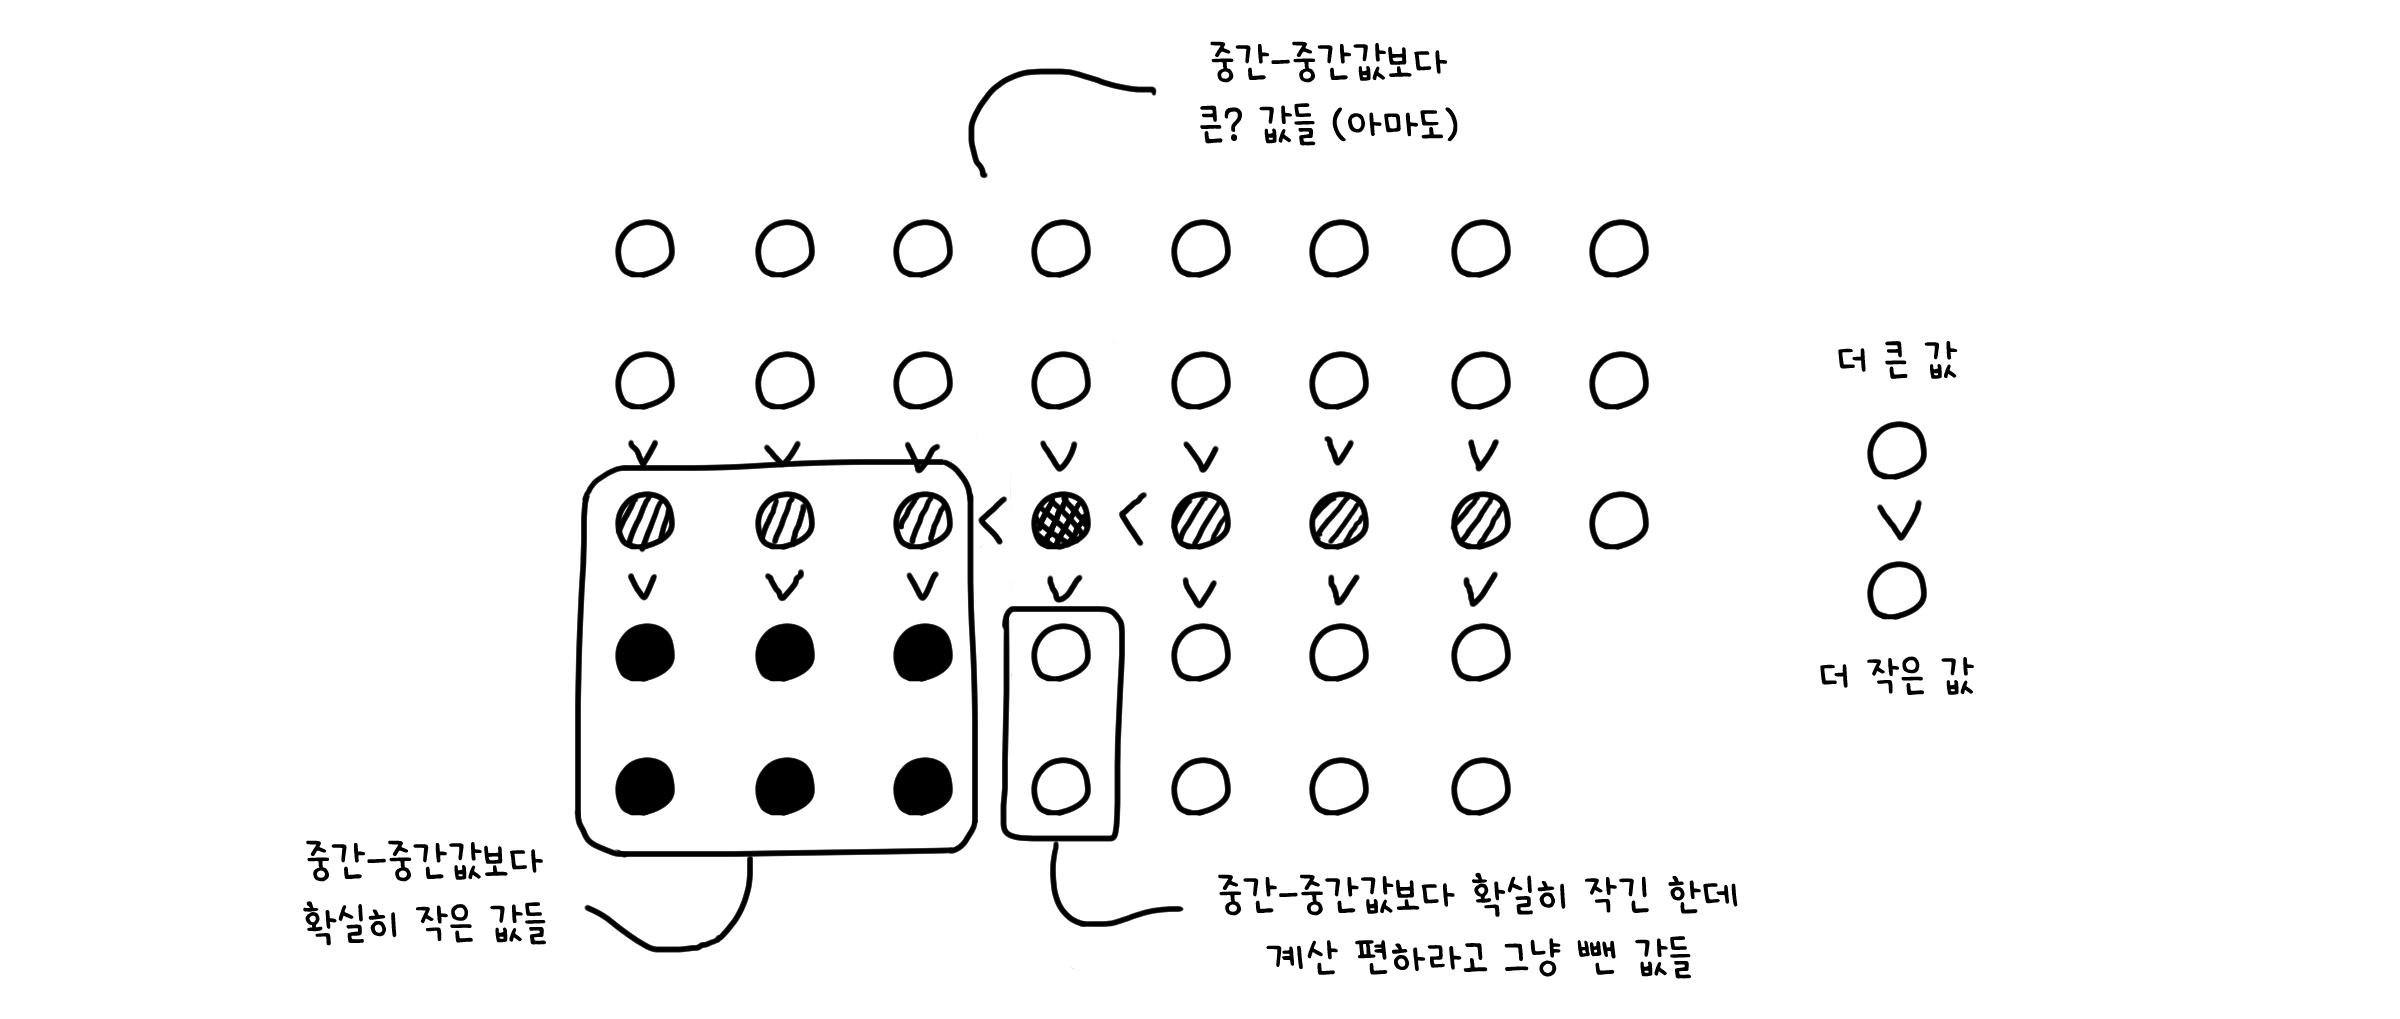 중간-중간값보다
큰? 값들 (아마도)
더 큰 값
더 작은 값
중간-중간값보다
확실히 작은 값들
중간-중간값보다 확실히 작긴 한데
계산 편하라고 그냥 뺀 값들